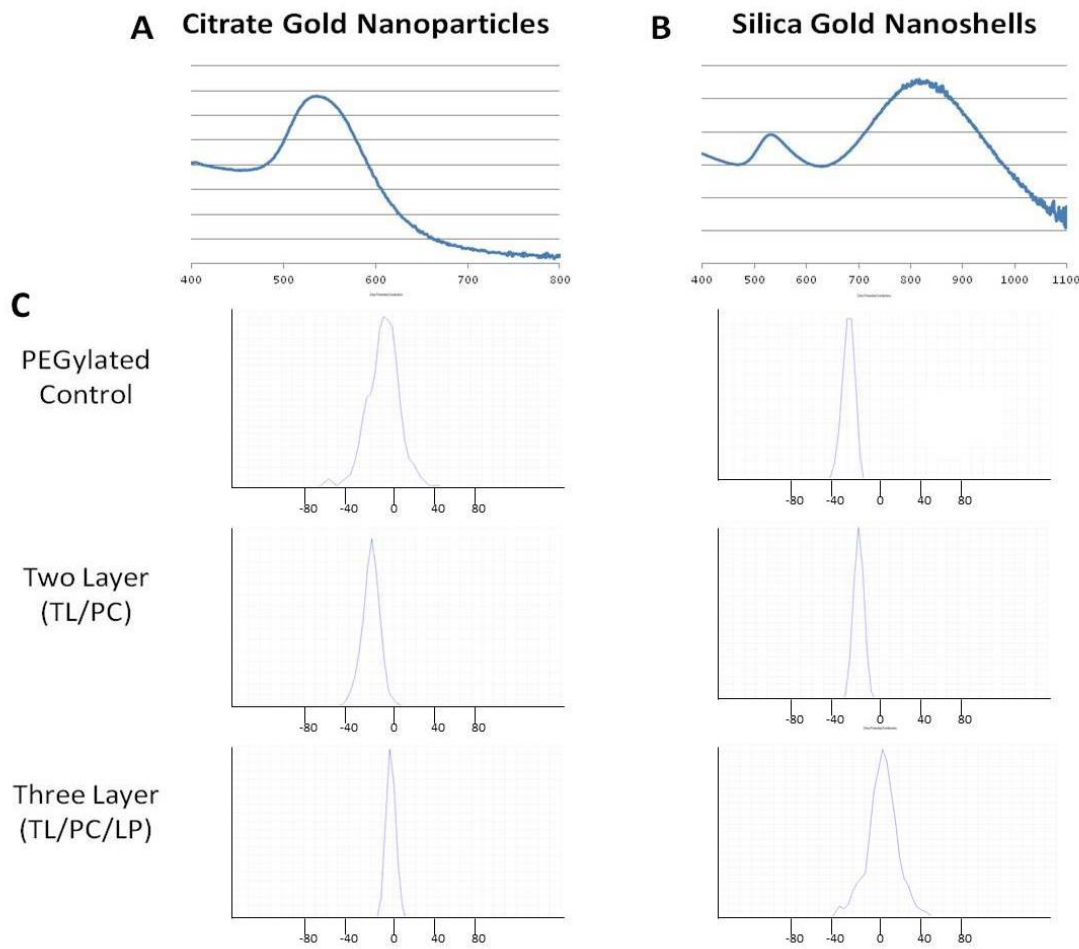 A Citrate Gold Nanoparticles
B Silica Gold Nanoshells
400 500 600 700 800
400 500 600 700 800 900 1000 1100
C
PEGylated
Control
-80 -40 0 40 80
-80 -40 0 40 80
Two Layer
(TL/PC)
-80 -40 0 40 80
-80 -40 0 40 80
Three Layer
(TL/PC/LP)
-80 -40 0 40 80
-80 -40 0 40 80